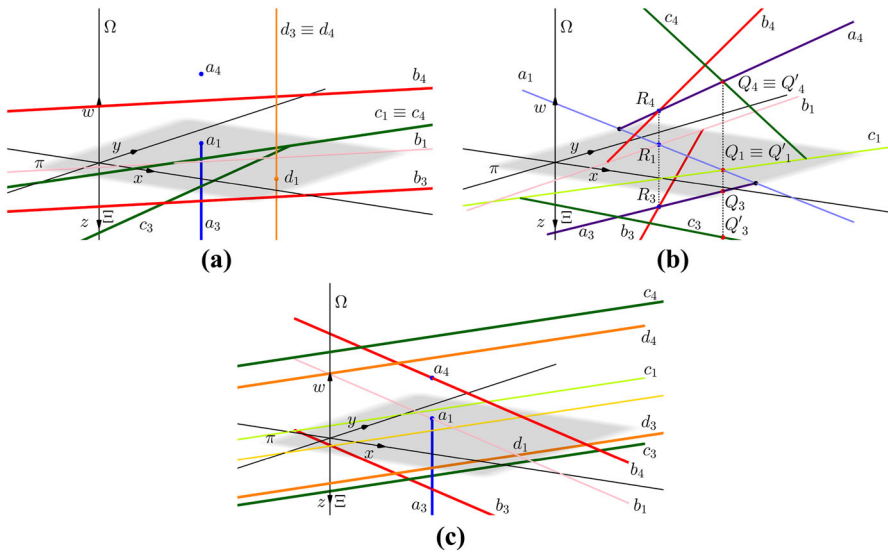 Ω
d₃ ≡ d₄
a₄
b₄
w
c₁ ≡ c₄
y
a₁
b₁
π
x
d₁
b₃
z
Ξ
c₃
a₃
(a)
Ω
c₄
b₄
a₄
a₁
R₄
Q₄ ≡ Q′₄
w
b₁
y
R₁
Q₁ ≡ Q′₁
c₁
π
x
R₃
Q₃
z
Ξ
a₃
b₃
c₃
Q′₃
(b)
Ω
c₄
d₄
a₄
c₁
w
y
a₁
d₃
π
x
d₁
c₃
b₄
z
Ξ
a₃
b₃
b₁
(c)